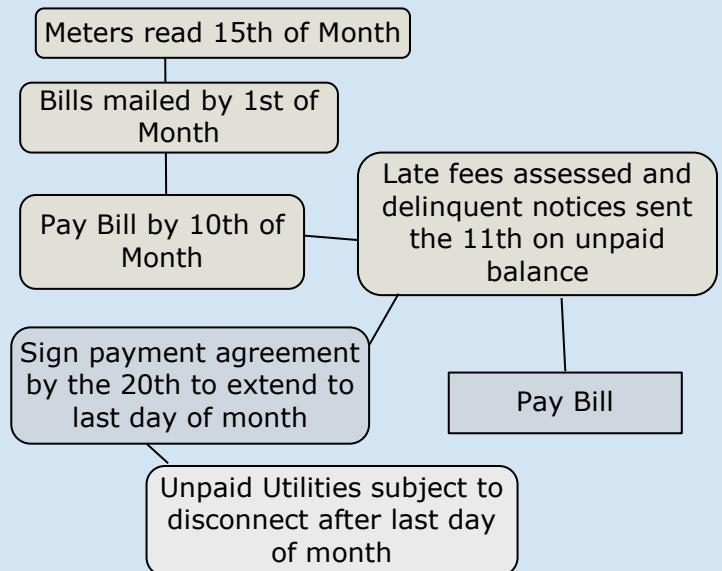 Meters read 15th of Month
Bills mailed by 1st of
Month
Pay Bill by 10th of
Month
Late fees assessed and
delinquent notices sent
the 11th on unpaid
balance
Sign payment agreement
by the 20th to extend to
last day of month
Pay Bill
Unpaid Utilities subject to
disconnect after last day
of month